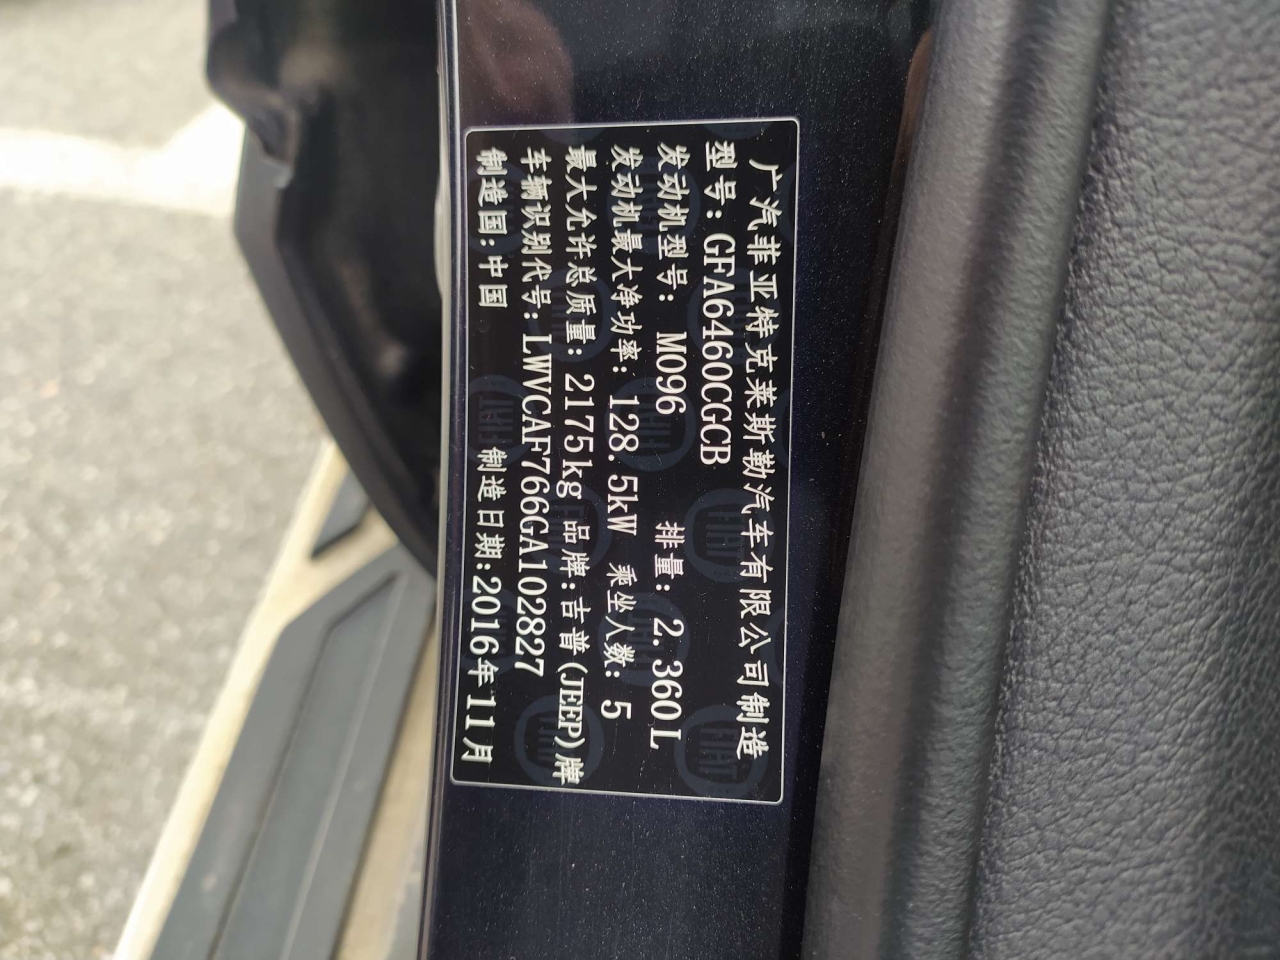 广汽菲亚特克莱斯勒汽车有限公司制造
型号: GFA6460CGCB
发动机型号: M096 排量: 2.360L
发动机最大净功率: 128.5kW 乘坐人数: 5
最大允许总质量: 2175kg 品牌:吉普(JEEP)牌
车辆识别代号: LWVCAF766GA102827
制造国:中国 制造日期:2016年11月